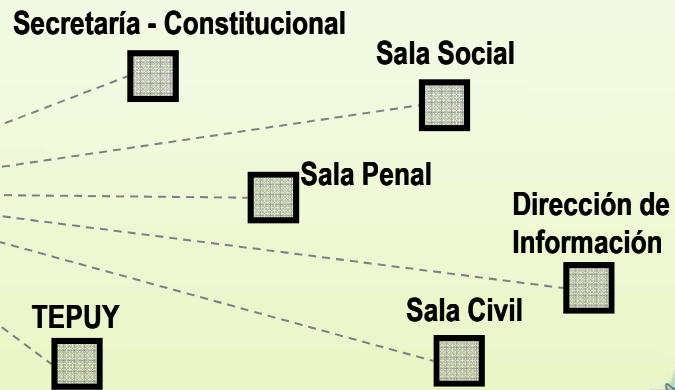 Secretaría - Constitucional
Sala Social
Sala Penal
Dirección de
Información
TEPUY
Sala Civil